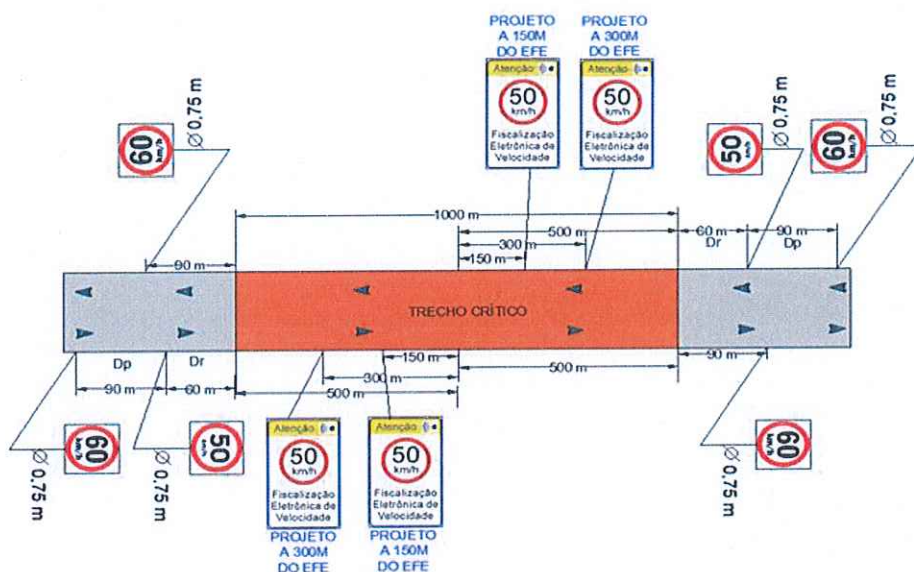 PROJETO
A 150M
DO EFE
PROJETO
A 300M
DO EFE
Atenção
50
km/h
Fiscalização
Eletrônica de
Velocidade
Atenção
50
km/h
Fiscalização
Eletrônica de
Velocidade
60
km/h
Ø 0,75 m
50
km/h
Ø 0,75 m
60
km/h
Ø 0,75 m
1000 m
500 m
300 m
150 m
60 m
Dr
90 m
Dp
90 m
TRECHO CRÍTICO
Dp
90 m
Dr
60 m
150 m
300 m
500 m
500 m
90 m
Ø 0,75 m
60
km/h
Ø 0,75 m
50
km/h
Atenção
50
km/h
Fiscalização
Eletrônica de
Velocidade
PROJETO
A 300M
DO EFE
Atenção
50
km/h
Fiscalização
Eletrônica de
Velocidade
PROJETO
A 150M
DO EFE
Ø 0,75 m
60
km/h